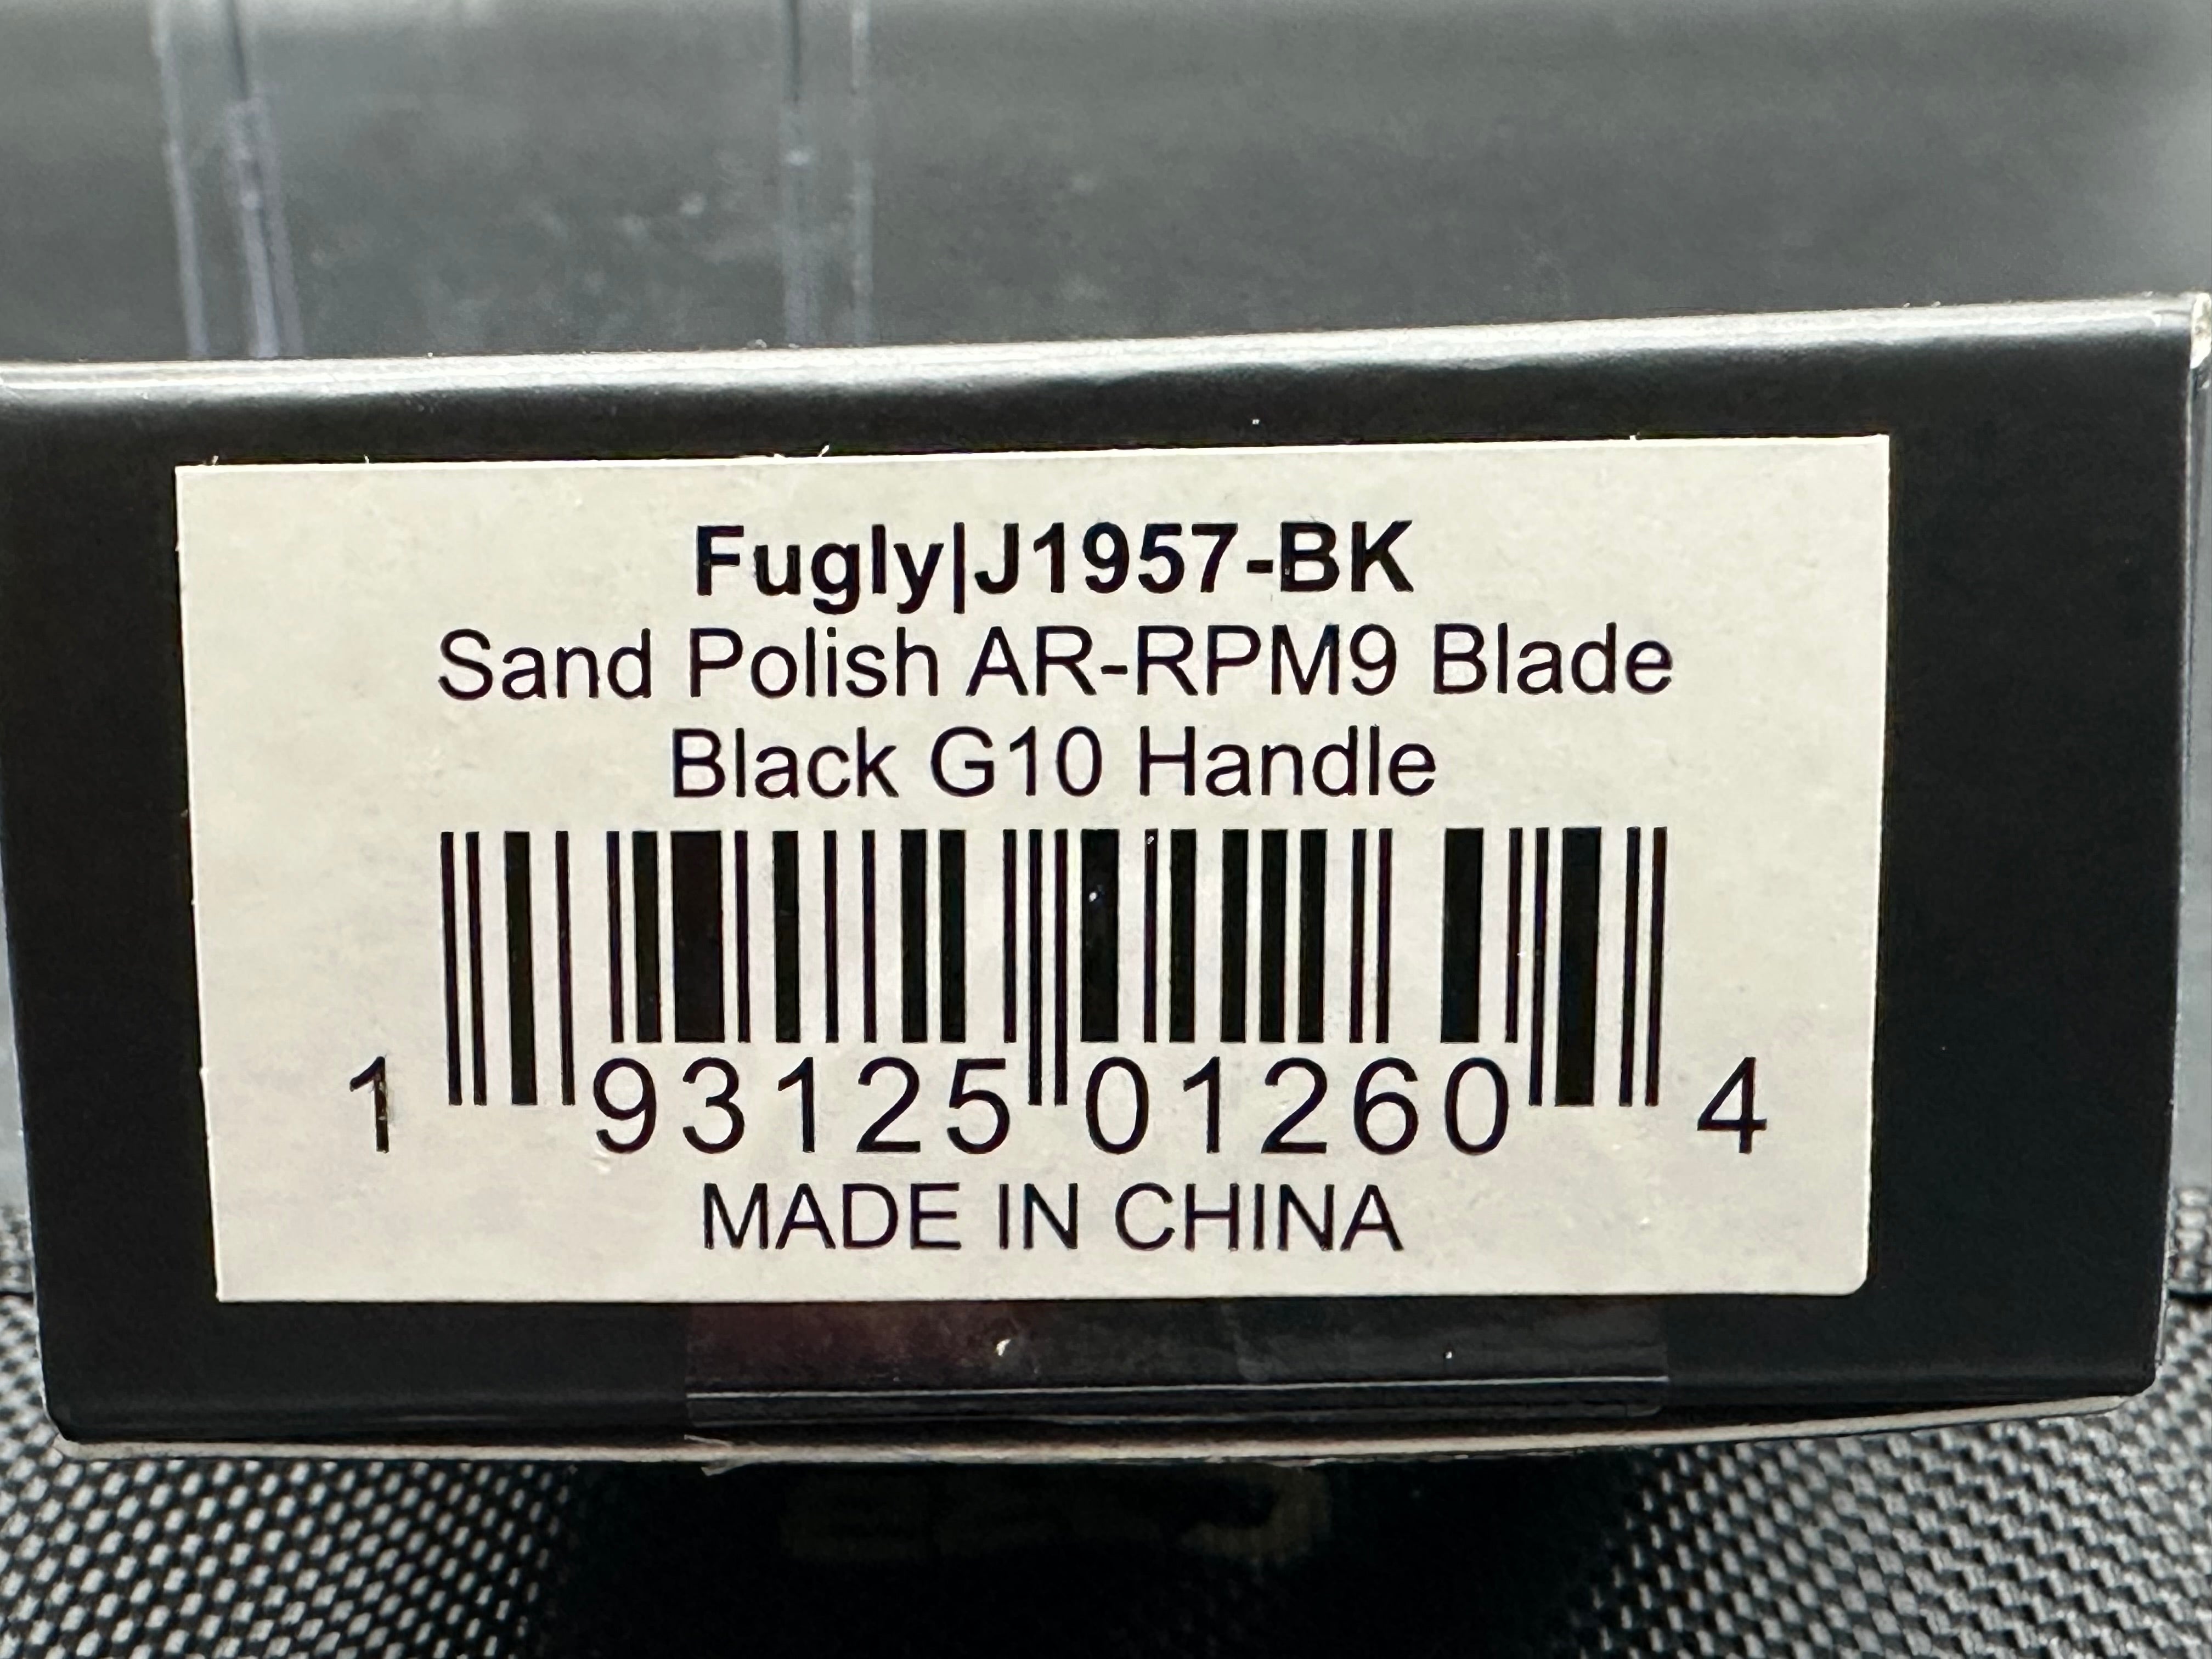 Fugly|J1957-BK
Sand Polish AR-RPM9 Blade
Black G10 Handle
1 93125 01260 4
MADE IN CHINA